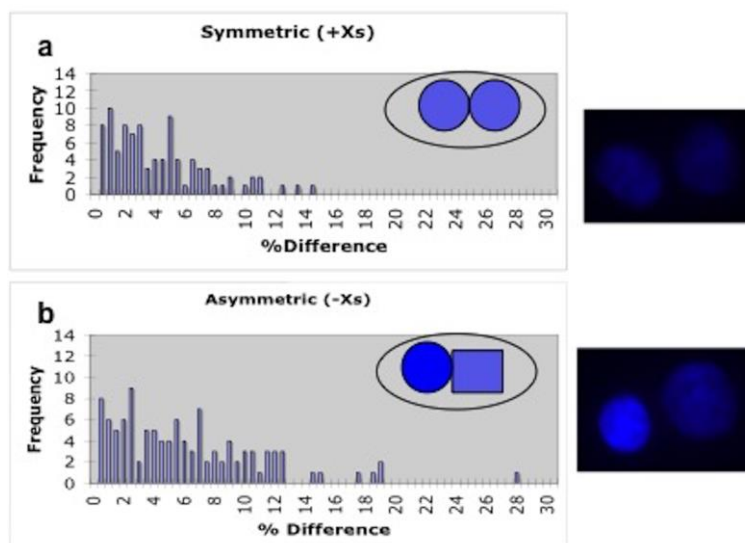 a
Symmetric (+Xs)
Frequency
14
12
10
8
6
4
2
0
0 2 4 6 8 10 12 14 16 18 20 22 24 26 28 30
%Difference
b
Asymmetric (-Xs)
Frequency
14
12
10
8
6
4
2
0
0 2 4 6 8 10 12 14 16 18 20 22 24 26 28 30
% Difference